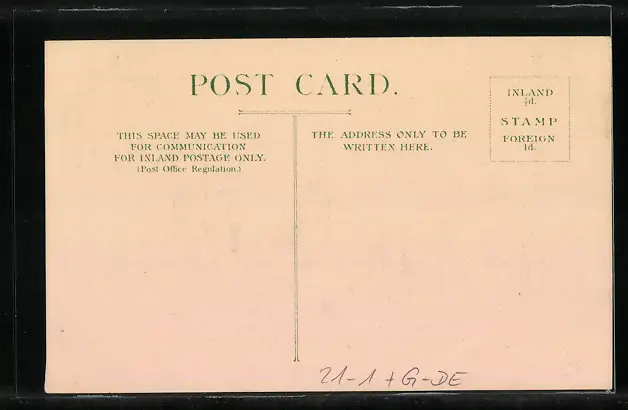 POST CARD.
THIS SPACE MAY BE USED
FOR COMMUNICATION
FOR INLAND POSTAGE ONLY.
(Post Office Regulation.)
THE ADDRESS ONLY TO BE
WRITTEN HERE.
INLAND
½d.
STAMP
FOREIGN
1d.
21-1+G-DE